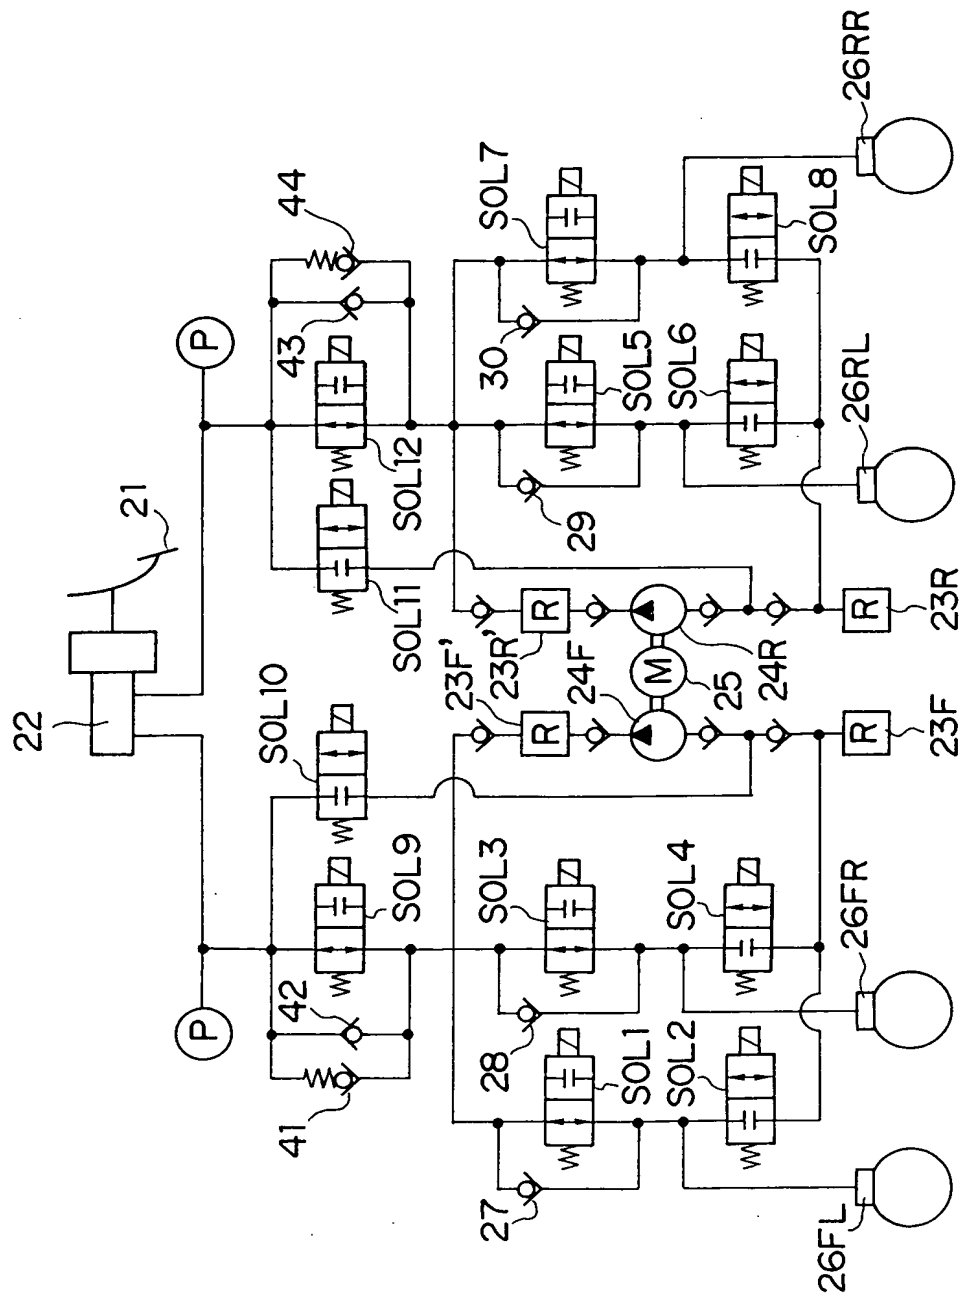 21
22
P
P
41
42
SOL9
SOL10
SOL11
SOL12
43
44
27
28
SOL1
SOL3
23F'
23R'
24F
R
R
M
25
24R
29
30
SOL5
SOL7
SOL2
SOL4
SOL6
SOL8
R
R
23F
23R
26FL
26FR
26RL
26RR